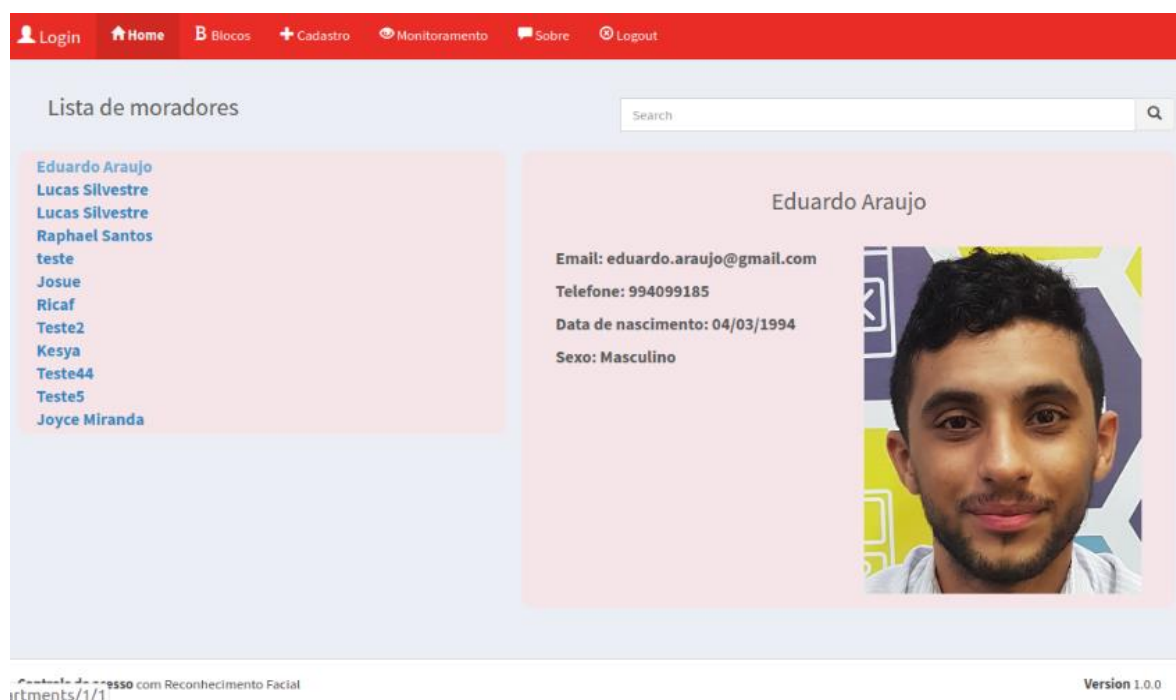 Login Home B Blocos Cadastro Monitoramento Sobre Logout
Lista de moradores
Search
Eduardo Araujo
Lucas Silvestre
Lucas Silvestre
Raphael Santos
teste
Josue
Ricaf
Teste2
Kesya
Teste44
Teste5
Joyce Miranda
Eduardo Araujo
Email: eduardo.araujo@gmail.com
Telefone: 994099185
Data de nascimento: 04/03/1994
Sexo: Masculino
com Reconhecimento Facial
Version 1.0.0
artments/1/1